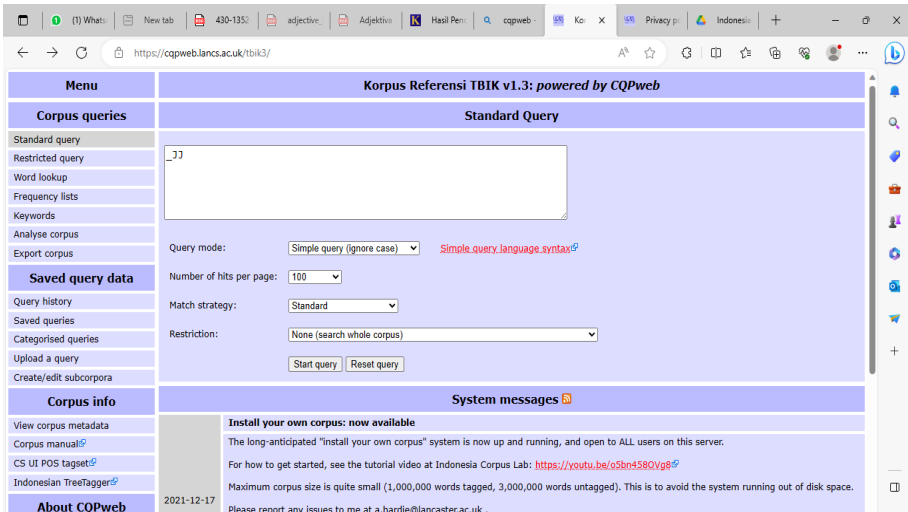 (1) Whats
New tab
430-1352
adjective_
Adjektiva
Hasil Penc
cqpweb -
Ko
Privacy po
Indonesia
https://cqpweb.lancs.ac.uk/tbik3/
Menu
Korpus Referensi TBIK v1.3: powered by CQPweb
Corpus queries
Standard Query
Standard query
Restricted query
Word lookup
Frequency lists
Keywords
Analyse corpus
Export corpus
_JJ
Query mode: Simple query (ignore case) Simple query language syntax
Number of hits per page: 100
Match strategy: Standard
Restriction: None (search whole corpus)
Start query Reset query
Saved query data
Query history
Saved queries
Categorised queries
Upload a query
Create/edit subcorpora
Corpus info
View corpus metadata
Corpus manual
CS UI POS tagset
Indonesian TreeTagger
About CQPweb
System messages
2021-12-17
Install your own corpus: now available
The long-anticipated "install your own corpus" system is now up and running, and open to ALL users on this server.
For how to get started, see the tutorial video at Indonesia Corpus Lab: https://youtu.be/o5bn458OVg8
Maximum corpus size is quite small (1,000,000 words tagged, 3,000,000 words untagged). This is to avoid the system running out of disk space.
Please report any issues to me at a.hardie@lancaster.ac.uk .